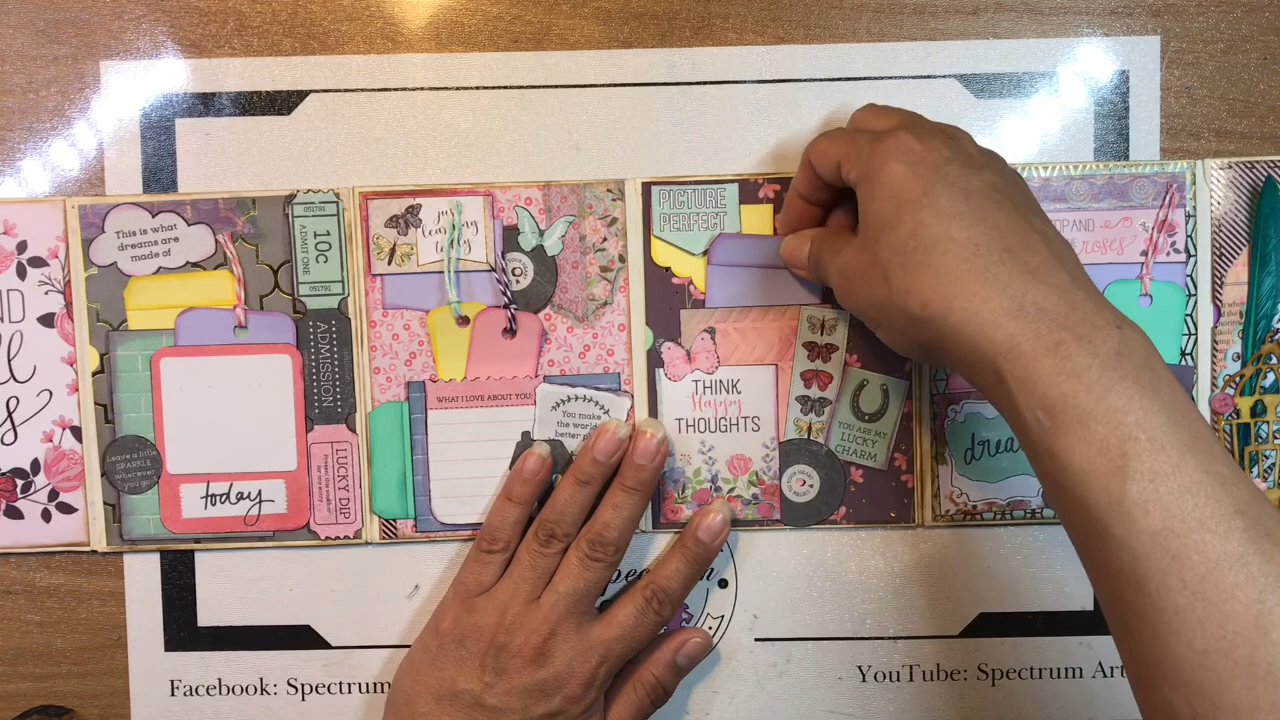 ND
This is what
dreams are
made of
051791
10c
ADMIT ONE
051791
ADMISSION
LUCKY DIP
Leave a little
SPARKLE
wherever
you go
today
WHAT I LOVE ABOUT YOU:
You make
the world
better
PICTURE
PERFECT
THINK
Happy
THOUGHTS
YOU ARE MY
LUCKY
CHARM
AND
roses
Facebook: Spectrum
YouTube: Spectrum Art